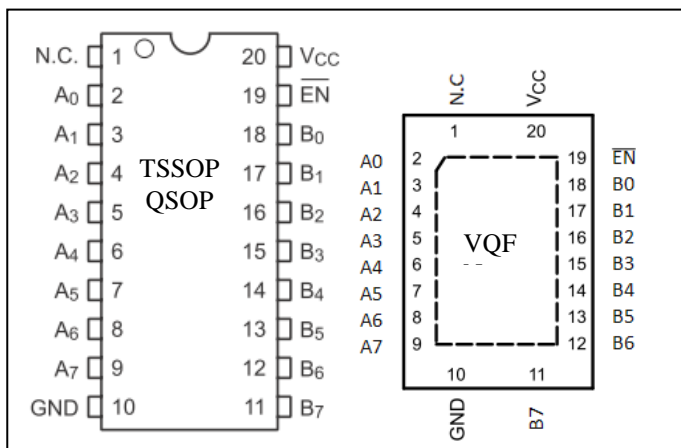 N.C. 1 20 VCC
A0 2 19 EN
A1 3 18 B0
A2 4 17 B1
A3 5 16 B2
A4 6 15 B3
A5 7 14 B4
A6 8 13 B5
A7 9 12 B6
GND 10 11 B7
TSSOP
QSOP
N.C VCC
1 20
A0 2 19 EN
A1 3 18 B0
A2 4 17 B1
A3 5 16 B2
A4 6 15 B3
A5 7 14 B4
A6 8 13 B5
A7 9 12 B6
VQF
10 11
GND B7